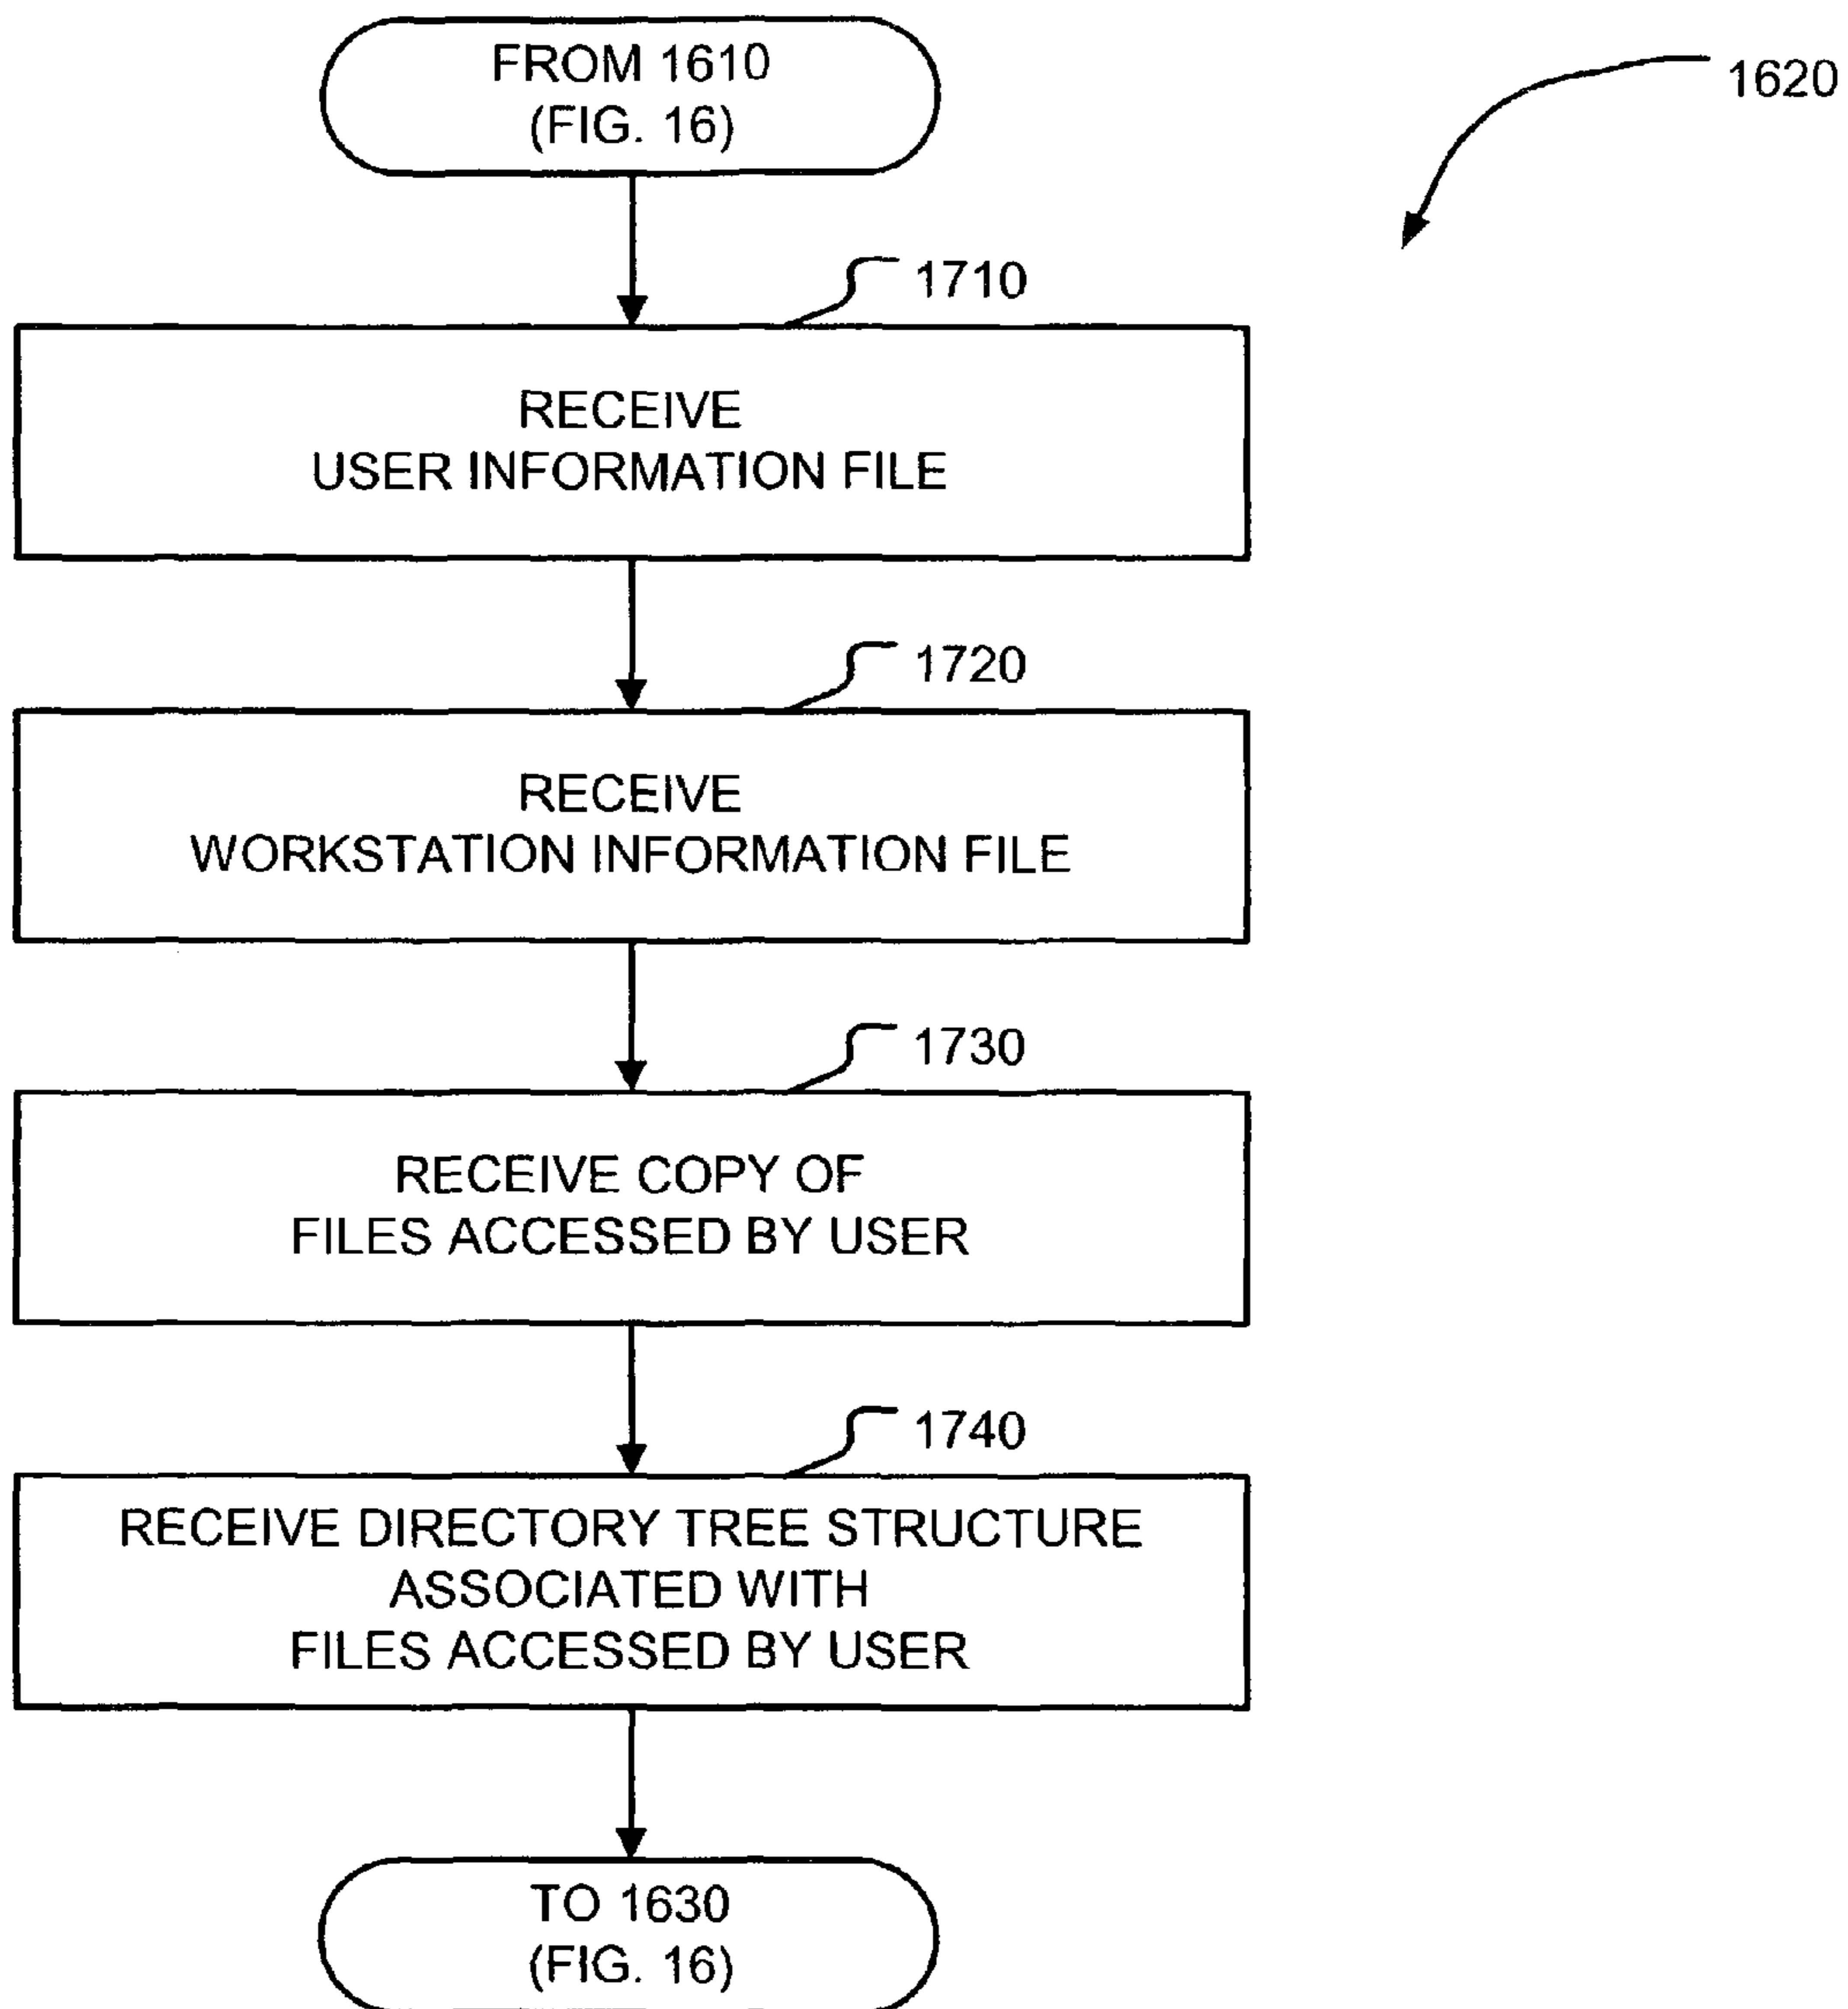 FROM 1610
(FIG. 16)
1620
1710
RECEIVE
USER INFORMATION FILE
1720
RECEIVE
WORKSTATION INFORMATION FILE
1730
RECEIVE COPY OF
FILES ACCESSED BY USER
1740
RECEIVE DIRECTORY TREE STRUCTURE
ASSOCIATED WITH
FILES ACCESSED BY USER
TO 1630
(FIG. 16)